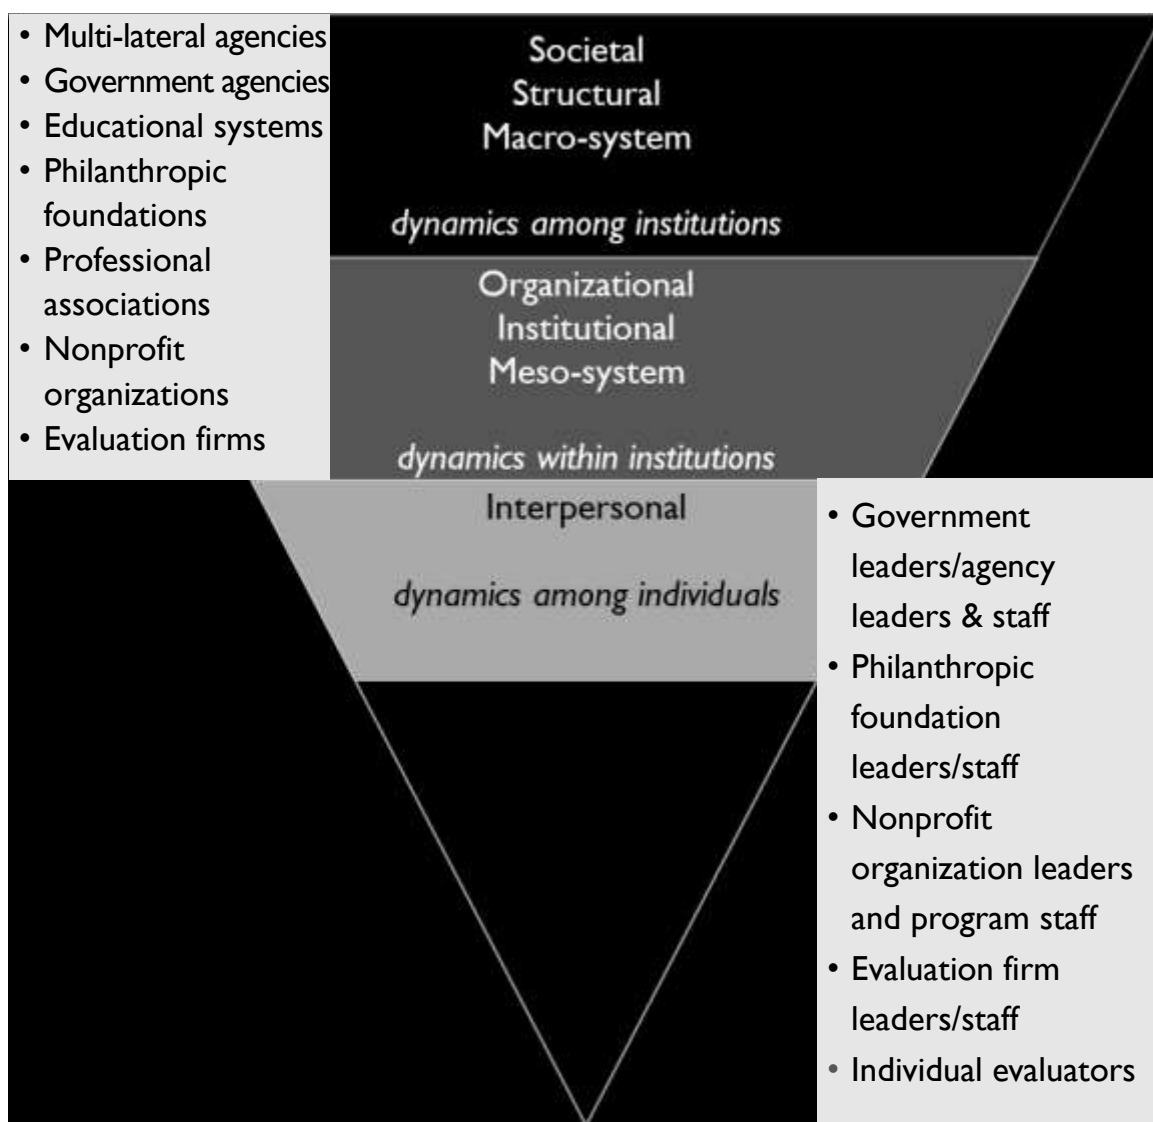 • Multi-lateral agencies
• Government agencies
• Educational systems
• Philanthropic
foundations
• Professional
associations
• Nonprofit
organizations
• Evaluation firms
Societal
Structural
Macro-system
dynamics among institutions
Organizational
Institutional
Meso-system
dynamics within institutions
Interpersonal
dynamics among individuals
• Government
leaders/agency
leaders & staff
• Philanthropic
foundation
leaders/staff
• Nonprofit
organization leaders
and program staff
• Evaluation firm
leaders/staff
• Individual evaluators